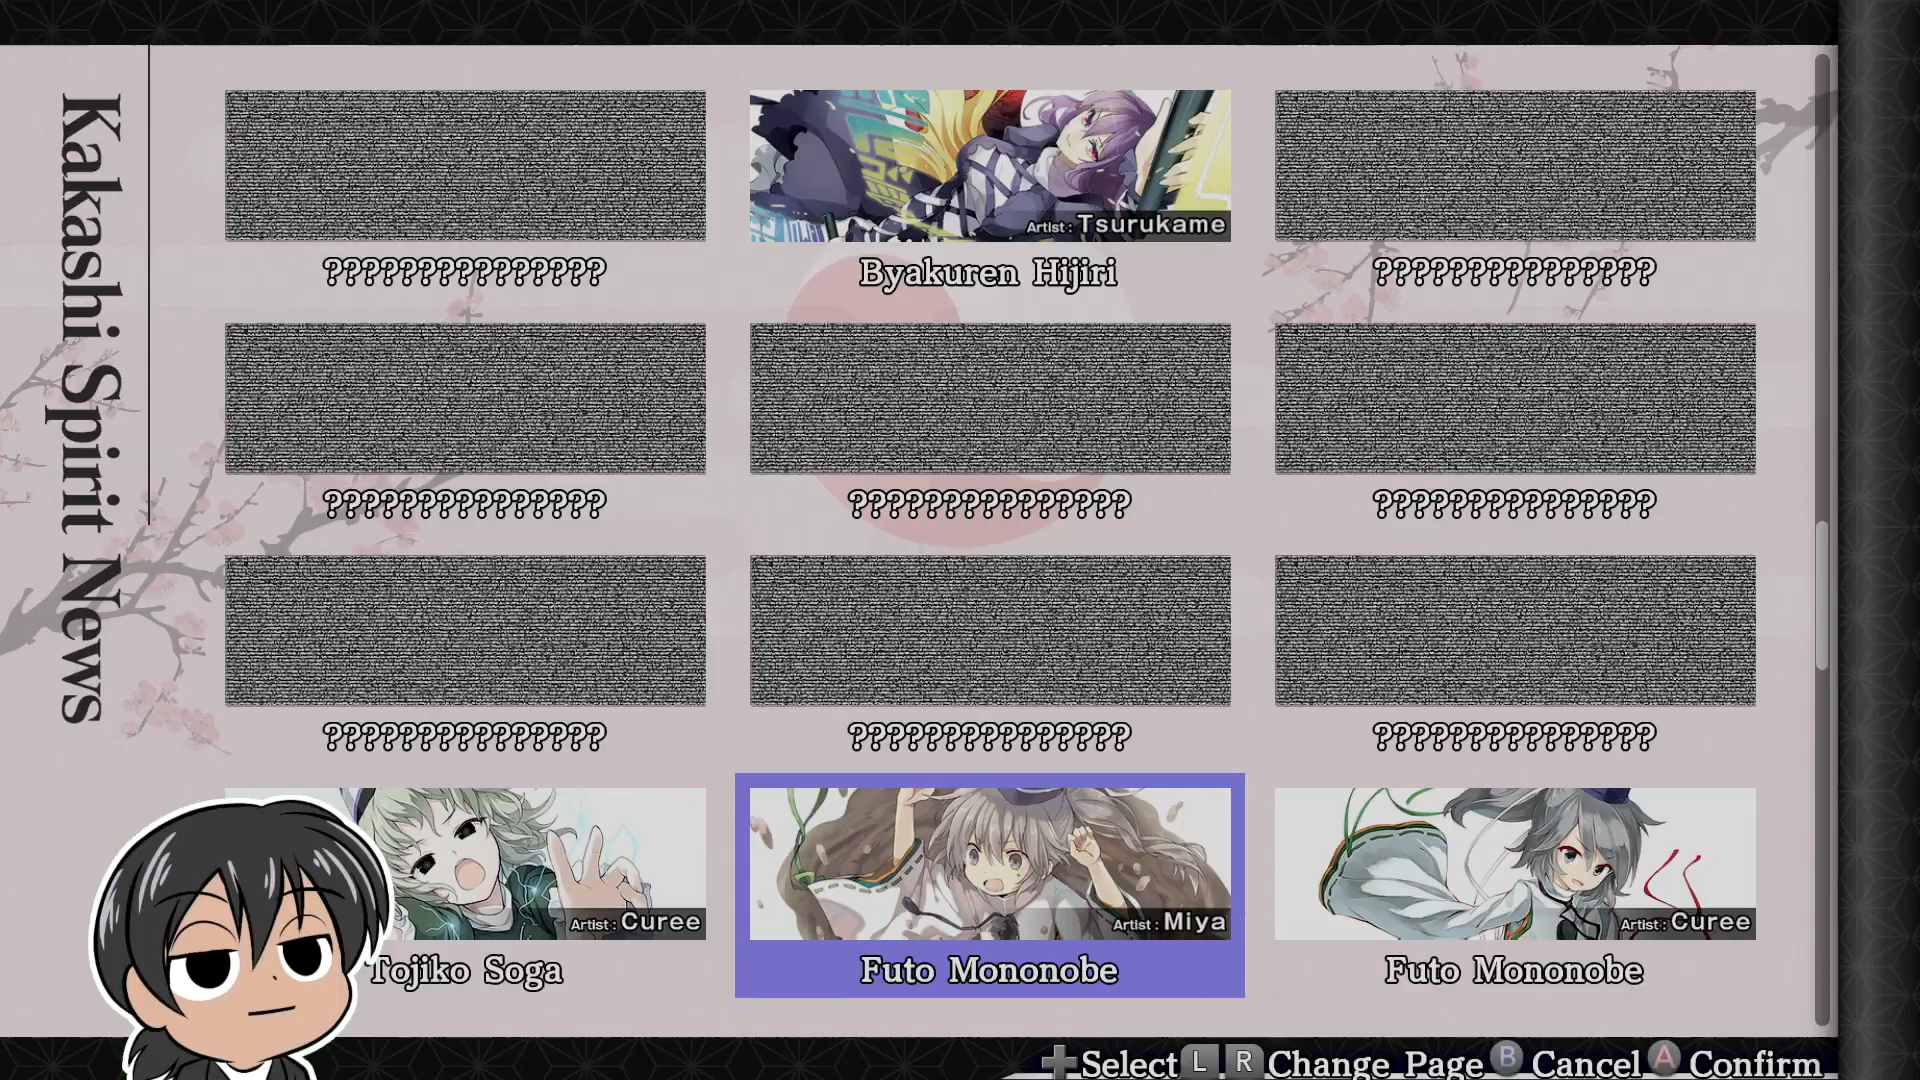 Kakashi Spirit News
Artist : Tsurukame
??????????????? Byakuren Hijiri ???????????????
??????????????? ??????????????? ???????????????
??????????????? ??????????????? ???????????????
Artist : Curee Artist : Miya Artist : Curee
Tojiko Soga Futo Mononobe Futo Mononobe
Select L R Change Page B Cancel A Confirm